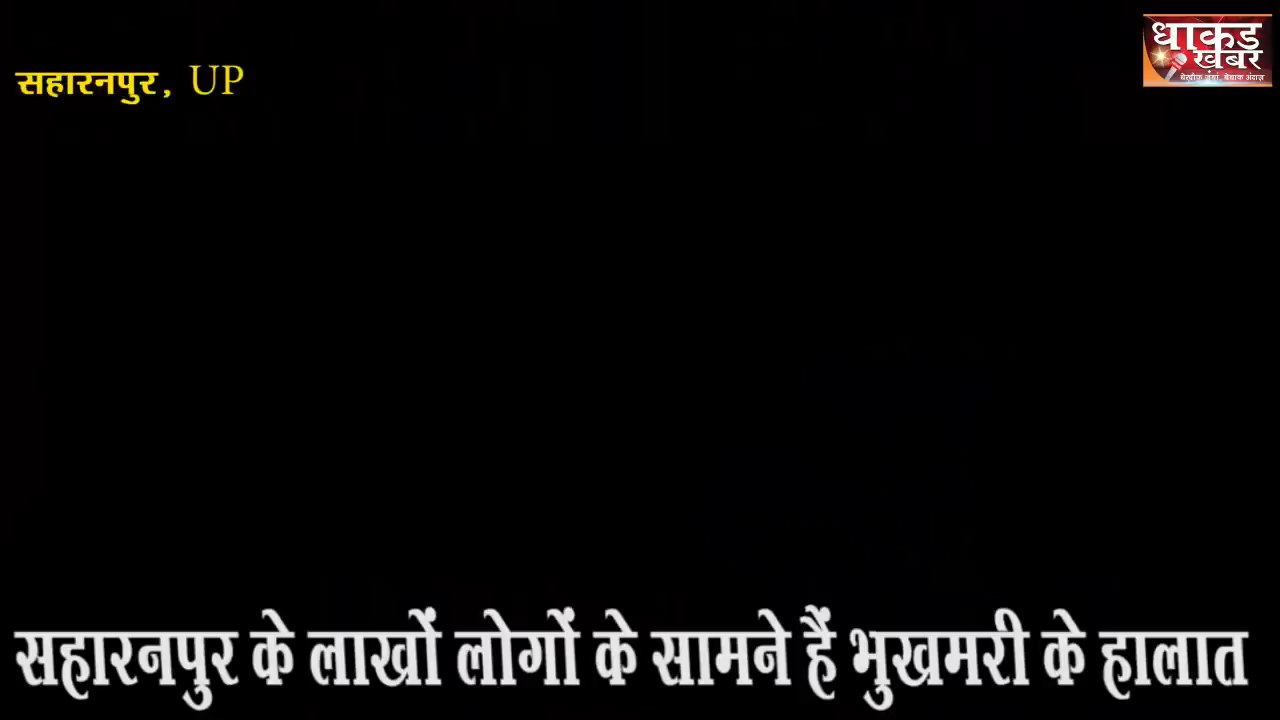 सहारनपुर, UP
धाकड
खबर
बेखौफ जुबां, बेबाक अंदाज
सहारनपुर के लाखों लोगों के सामने हैं भुखमरी के हालात